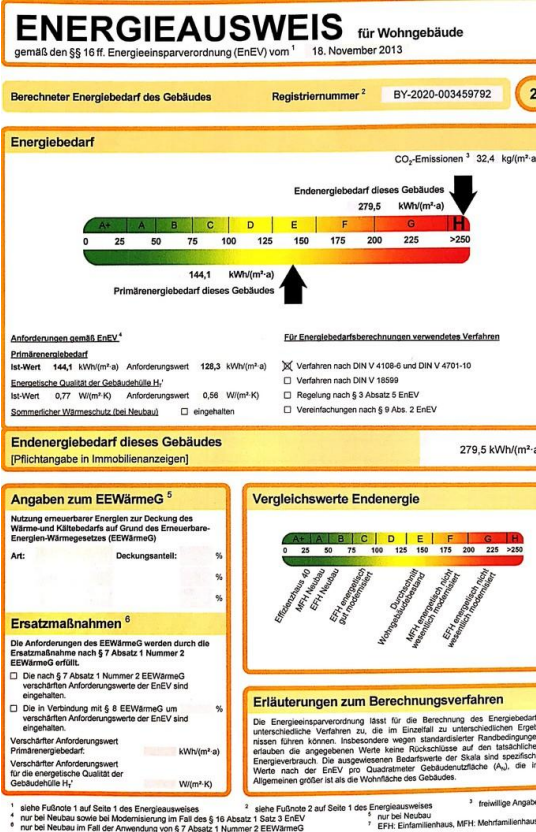 ENERGIEAUSWEIS für Wohngebäude
gemäß den §§ 16 ff. Energieeinsparverordnung (EnEV) vom 1 18. November 2013
Berechneter Energiebedarf des Gebäudes Registriernummer 2 BY-2020-003459792 2
Energiebedarf
CO2-Emissionen 3 32,4 kg/(m²·a
Endenergiebedarf dieses Gebäudes
279,5 kWh/(m²·a)
A+ A B C D E F G H
0 25 50 75 100 125 150 175 200 225 >250
144,1 kWh/(m²·a)
Primärenergiebedarf dieses Gebäudes
Anforderungen gemäß EnEV 4
Primärenergiebedarf
Ist-Wert 144,1 kWh/(m²·a) Anforderungswert 128,3 kWh/(m²·a)
Energetische Qualität der Gebäudehülle HT'
Ist-Wert 0,77 W/(m²·K) Anforderungswert 0,56 W/(m²·K)
Sommerlicher Wärmeschutz (bei Neubau) ☐ eingehalten
Für Energiebedarfsberechnungen verwendetes Verfahren
☒ Verfahren nach DIN V 4108-6 und DIN V 4701-10
☐ Verfahren nach DIN V 18599
☐ Regelung nach § 3 Absatz 5 EnEV
☐ Vereinfachungen nach § 9 Abs. 2 EnEV
Endenergiebedarf dieses Gebäudes
[Pflichtangabe in Immobilienanzeigen]
279,5 kWh/(m²·a
Angaben zum EEWärmeG 5
Nutzung erneuerbarer Energien zur Deckung des
Wärme-und Kältebedarfs auf Grund des Erneuerbare-
Energien-Wärmegesetzes (EEWärmeG)
Art: Deckungsanteil: %
%
%
Ersatzmaßnahmen 6
Die Anforderungen des EEWärmeG werden durch die
Ersatzmaßnahme nach § 7 Absatz 1 Nummer 2
EEWärmeG erfüllt.
☐ Die nach § 7 Absatz 1 Nummer 2 EEWärmeG
verschärften Anforderungswerte der EnEV sind
eingehalten.
☐ Die in Verbindung mit § 8 EEWärmeG um %
verschärften Anforderungswerte der EnEV sind
eingehalten.
Verschärfter Anforderungswert
Primärenergiebedarf: kWh/(m²·a)
Verschärfter Anforderungswert
für die energetische Qualität der
Gebäudehülle HT' W/(m²·K)
Vergleichswerte Endenergie
A+ A B C D E F G H
0 25 50 75 100 125 150 175 200 225 >250
Effizienzhaus 40
MFH Neubau
EFH Neubau
EFH energetisch
gut modernisiert
Durchschnitt
Wohngebäudebestand
MFH energetisch nicht
wesentlich modernisiert
EFH energetisch nicht
wesentlich modernisiert
Erläuterungen zum Berechnungsverfahren
Die Energieeinsparverordnung lässt für die Berechnung des Energiebedarf
unterschiedliche Verfahren zu, die im Einzelfall zu unterschiedlichen Ergeb
nissen führen können. Insbesondere wegen standardisierter Randbedingunge
erlauben die angegebenen Werte keine Rückschlüsse auf den tatsächliche
Energieverbrauch. Die ausgewiesenen Bedarfswerte der Skala sind spezifisch
Werte nach der EnEV pro Quadratmeter Gebäudenutzfläche (AN), die in
Allgemeinen größer ist als die Wohnfläche des Gebäudes.
1 siehe Fußnote 1 auf Seite 1 des Energieausweises 2 siehe Fußnote 2 auf Seite 1 des Energieausweises 3 freiwillige Angabe
4 nur bei Neubau sowie bei Modernisierung im Fall des § 16 Absatz 1 Satz 3 EnEV 5 nur bei Neubau
6 nur bei Neubau im Fall der Anwendung von § 7 Absatz 1 Nummer 2 EEWärmeG 7 EFH: Einfamilienhaus, MFH: Mehrfamilienhaus